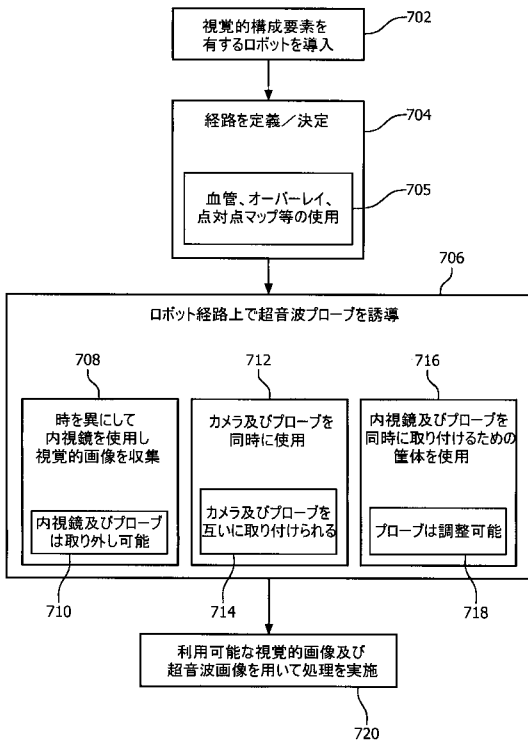 視覚的構成要素を
有するロボットを導入
702
経路を定義／決定
704
血管、オーバーレイ、
点対点マップ等の使用
705
706
ロボット経路上で超音波プローブを誘導
708
時を異にして
内視鏡を使用し
視覚的画像を収集
内視鏡及びプローブ
は取り外し可能
710
712
カメラ及びプローブを
同時に使用
カメラ及びプローブを
互いに取り付けられる
714
716
内視鏡及びプローブを
同時に取り付けるための
筐体を使用
プローブは調整可能
718
利用可能な視覚的画像及び
超音波画像を用いて処理を実施
720